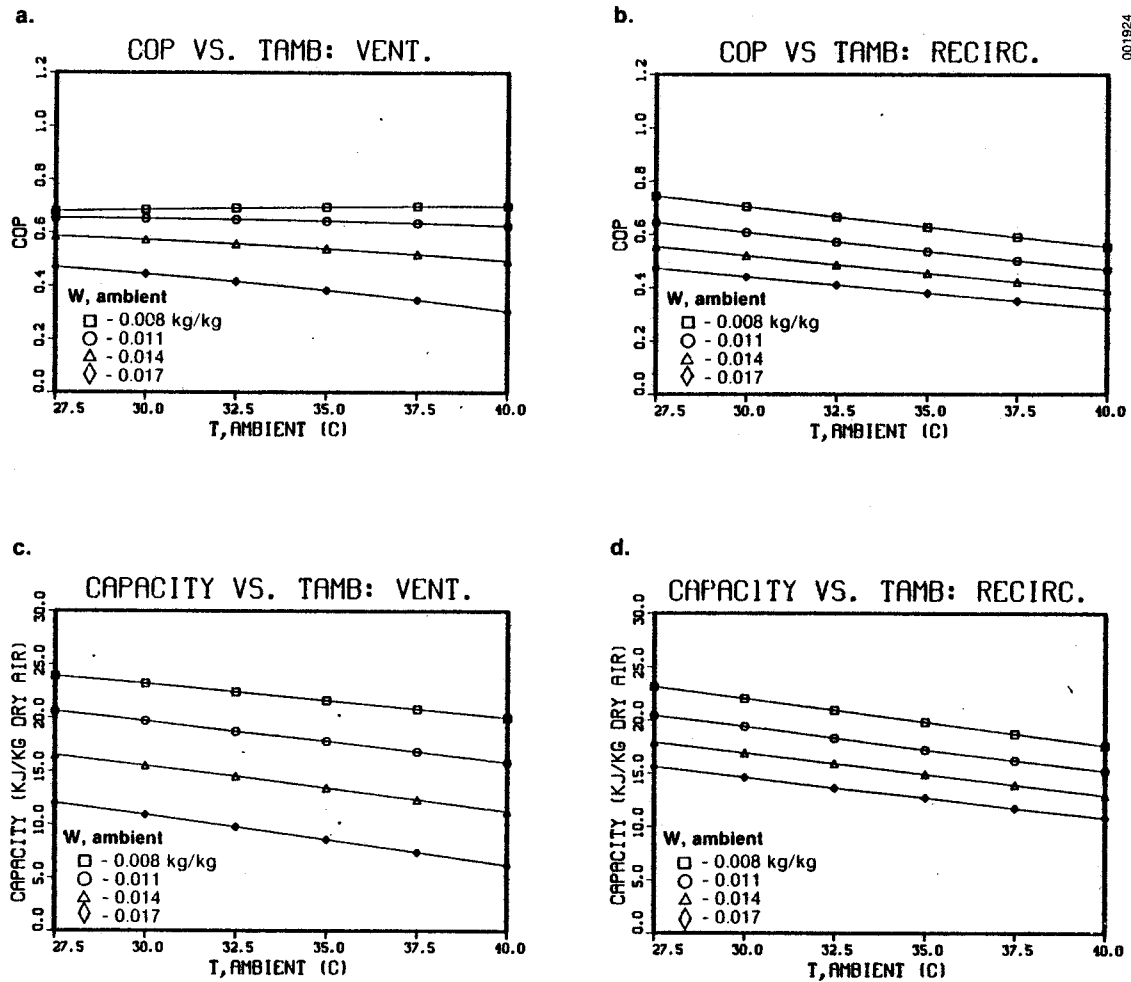 a.
COP VS. TAMB: VENT.
COP
0.0 0.2 0.4 0.6 0.8 1.0 1.2
W, ambient
- 0.008 kg/kg
- 0.011
- 0.014
- 0.017
27.5 30.0 32.5 35.0 37.5 40.0
T,AMBIENT (C)
b.
001924
COP VS TAMB: RECIRC.
COP
0.0 0.2 0.4 0.6 0.8 1.0 1.2
W, ambient
- 0.008 kg/kg
- 0.011
- 0.014
- 0.017
27.5 30.0 32.5 35.0 37.5 40.0
T,AMBIENT (C)
c.
CAPACITY VS. TAMB: VENT.
CAPACITY (KJ/KG DRY AIR)
0.0 5.0 10.0 15.0 20.0 25.0 30.0
W, ambient
- 0.008 kg/kg
- 0.011
- 0.014
- 0.017
27.5 30.0 32.5 35.0 37.5 40.0
T,AMBIENT (C)
d.
CAPACITY VS. TAMB: RECIRC.
CAPACITY (KJ/KG DRY AIR)
0.0 5.0 10.0 15.0 20.0 25.0 30.0
W, ambient
- 0.008 kg/kg
- 0.011
- 0.014
- 0.017
27.5 30.0 32.5 35.0 37.5 40.0
T,AMBIENT (C)